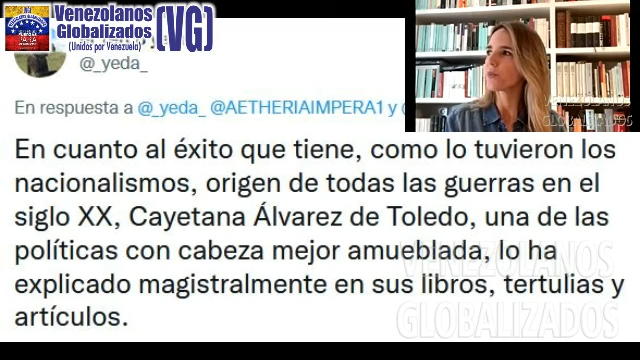 Venezolanos
Globalizados
(Unidos por Venezuela)
(VG)
@_yeda_
En respuesta a @_yeda_ @AETHERIAIMPERA1 y
En cuanto al éxito que tiene, como lo tuvieron los
nacionalismos, origen de todas las guerras en el
siglo XX, Cayetana Álvarez de Toledo, una de las
políticas con cabeza mejor amueblada, lo ha
explicado magistralmente en sus libros, tertulias y
artículos.
VENEZOLANOS
GLOBALIZADOS
VENEZOLANOS
GLOBALIZADOS